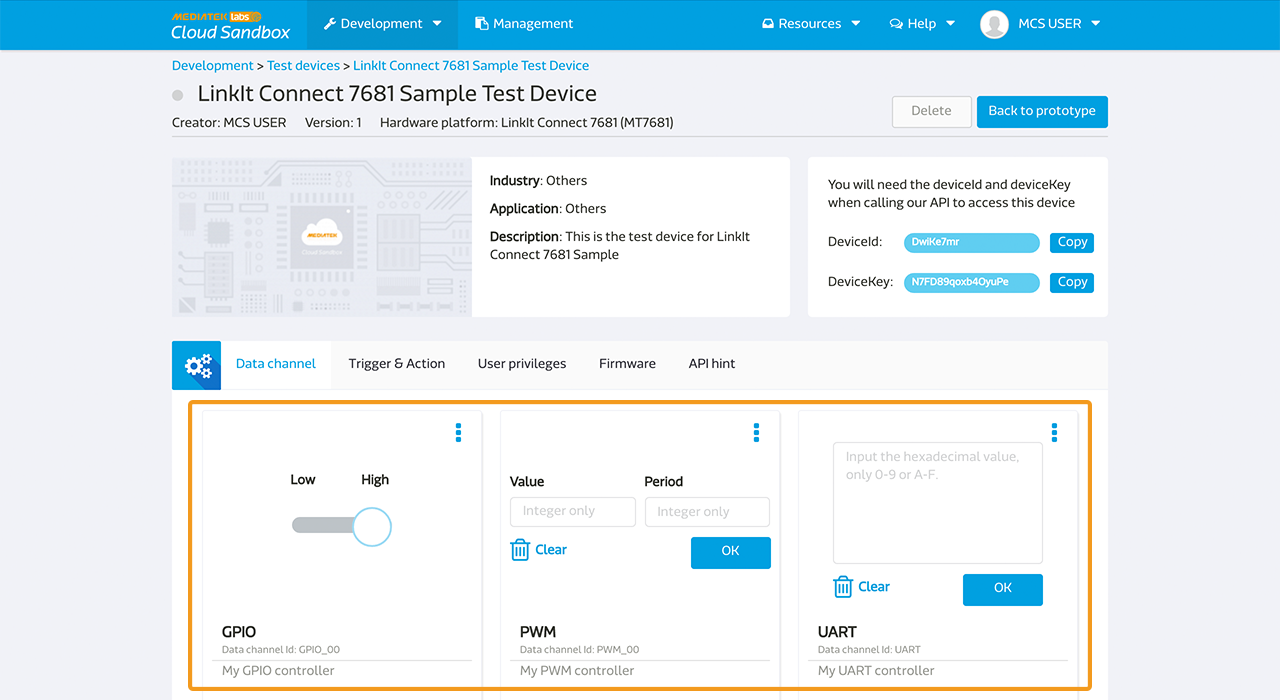 MEDIATEK labs
Cloud Sandbox
Development
Management
Resources
Help
MCS USER
Development > Test devices > LinkIt Connect 7681 Sample Test Device
LinkIt Connect 7681 Sample Test Device
Creator: MCS USER Version: 1 Hardware platform: LinkIt Connect 7681 (MT7681)
Delete
Back to prototype
MEDIATEK
Cloud Sandbox
Industry: Others
Application: Others
Description: This is the test device for LinkIt
Connect 7681 Sample
You will need the deviceId and deviceKey
when calling our API to access this device
DeviceId: DwiKe7mr Copy
DeviceKey: N7FD89qoxb4OyuPe Copy
Data channel
Trigger & Action
User privileges
Firmware
API hint
Low High
GPIO
Data channel Id: GPIO_00
My GPIO controller
Value Period
Integer only Integer only
Clear OK
PWM
Data channel Id: PWM_00
My PWM controller
Input the hexadecimal value,
only 0-9 or A-F.
Clear OK
UART
Data channel Id: UART
My UART controller